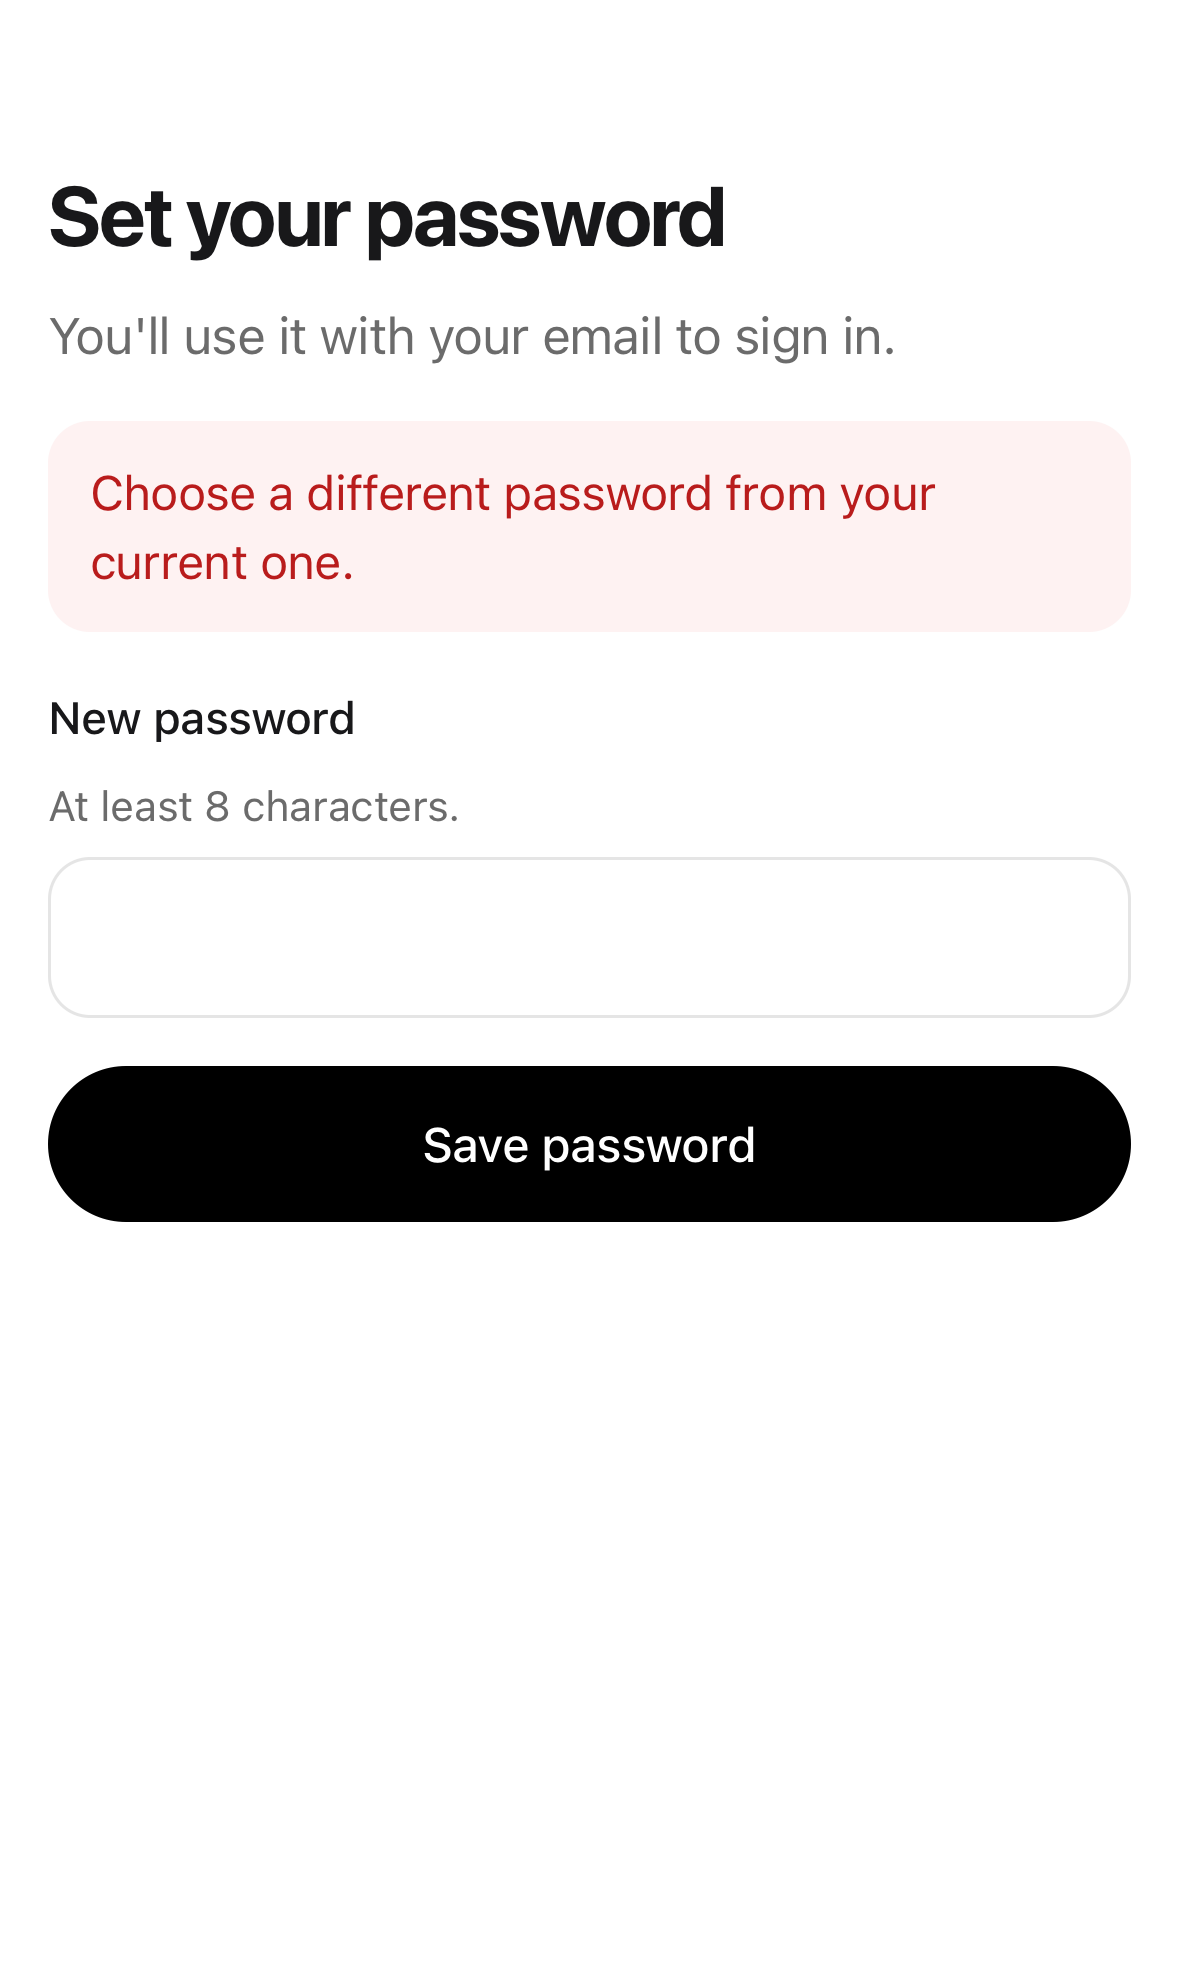 Set your password
You'll use it with your email to sign in.
Choose a different password from your
current one.
New password
At least 8 characters.
Save password